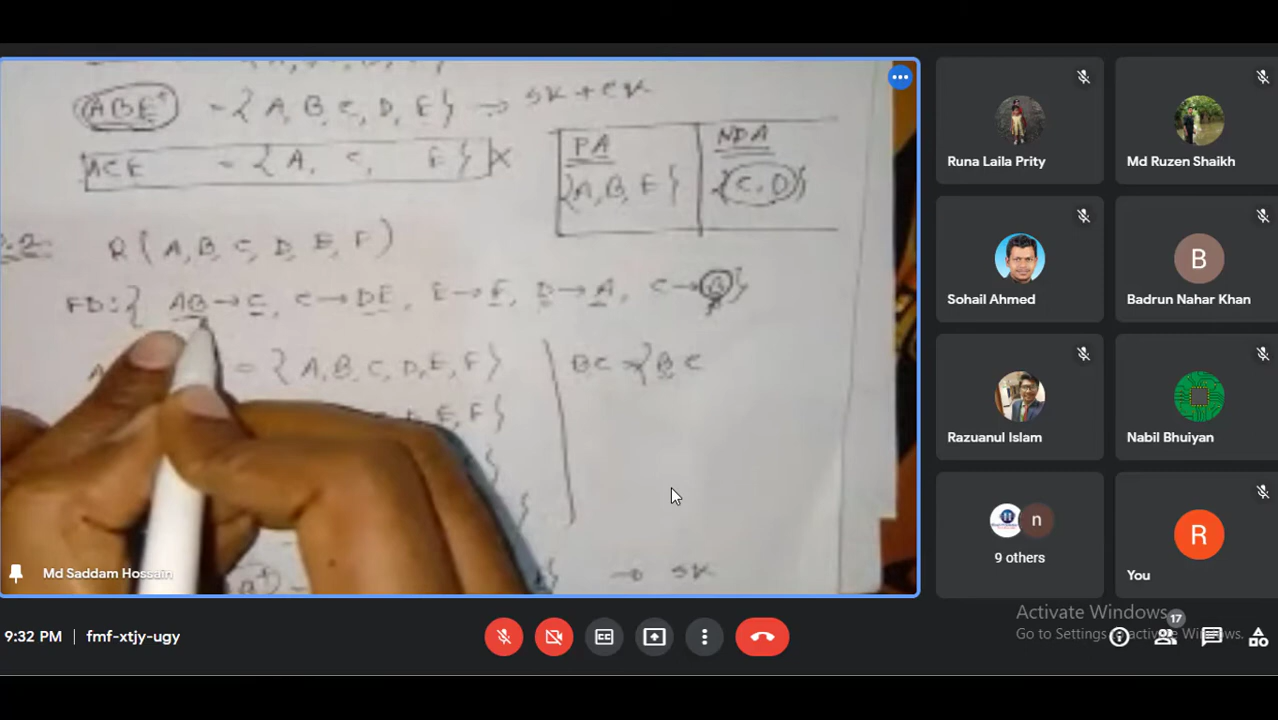 ABE⁺ = { A, B, C, D, E } → SK + CK
ACE = { A, C, E } X
PA
{A, B, E }
NDA
{C, D}
R ( A, B, C, D, E, F )
FD: { AB → C, C → DE, E → F, D → A, C → B }
= { A, B, C, D, E, F }
E, F }
BC = { B C
→ SK
Md Saddam Hossain
Runa Laila Prity
Md Ruzen Shaikh
Sohail Ahmed
B
Badrun Nahar Khan
Razuanul Islam
Nabil Bhuiyan
n
9 others
R
You
Activate Windows
Go to Settings to activate Windows.
9:32 PM | fmf-xtjy-ugy
17